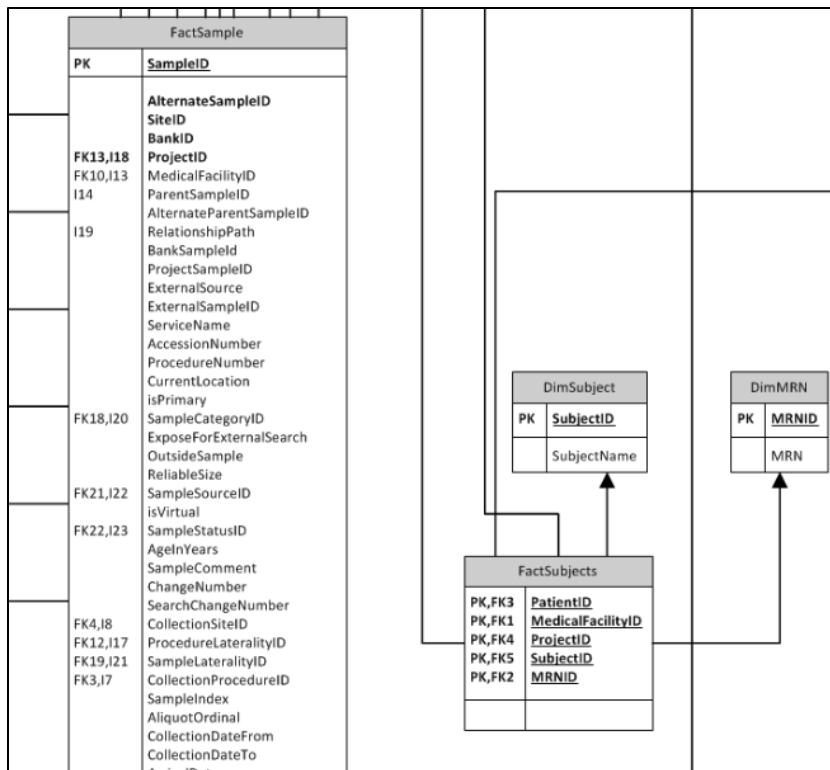 FactSample
PK SampleID
AlternateSampleID
SiteID
BankID
FK13,I18 ProjectID
FK10,I13 MedicalFacilityID
I14 ParentSampleID
AlternateParentSampleID
I19 RelationshipPath
BankSampleId
ProjectSampleID
ExternalSource
ExternalSampleID
ServiceName
AccessionNumber
ProcedureNumber
CurrentLocation
isPrimary
FK18,I20 SampleCategoryID
ExposeForExternalSearch
OutsideSample
ReliableSize
FK21,I22 SampleSourceID
isVirtual
FK22,I23 SampleStatusID
AgeInYears
SampleComment
ChangeNumber
SearchChangeNumber
FK4,I8 CollectionSiteID
FK12,I17 ProcedureLateralityID
FK19,I21 SampleLateralityID
FK3,I7 CollectionProcedureID
SampleIndex
AliquotOrdinal
CollectionDateFrom
CollectionDateTo
DimSubject
PK SubjectID
SubjectName
DimMRN
PK MRNID
MRN
FactSubjects
PK,FK3 PatientID
PK,FK1 MedicalFacilityID
PK,FK4 ProjectID
PK,FK5 SubjectID
PK,FK2 MRNID